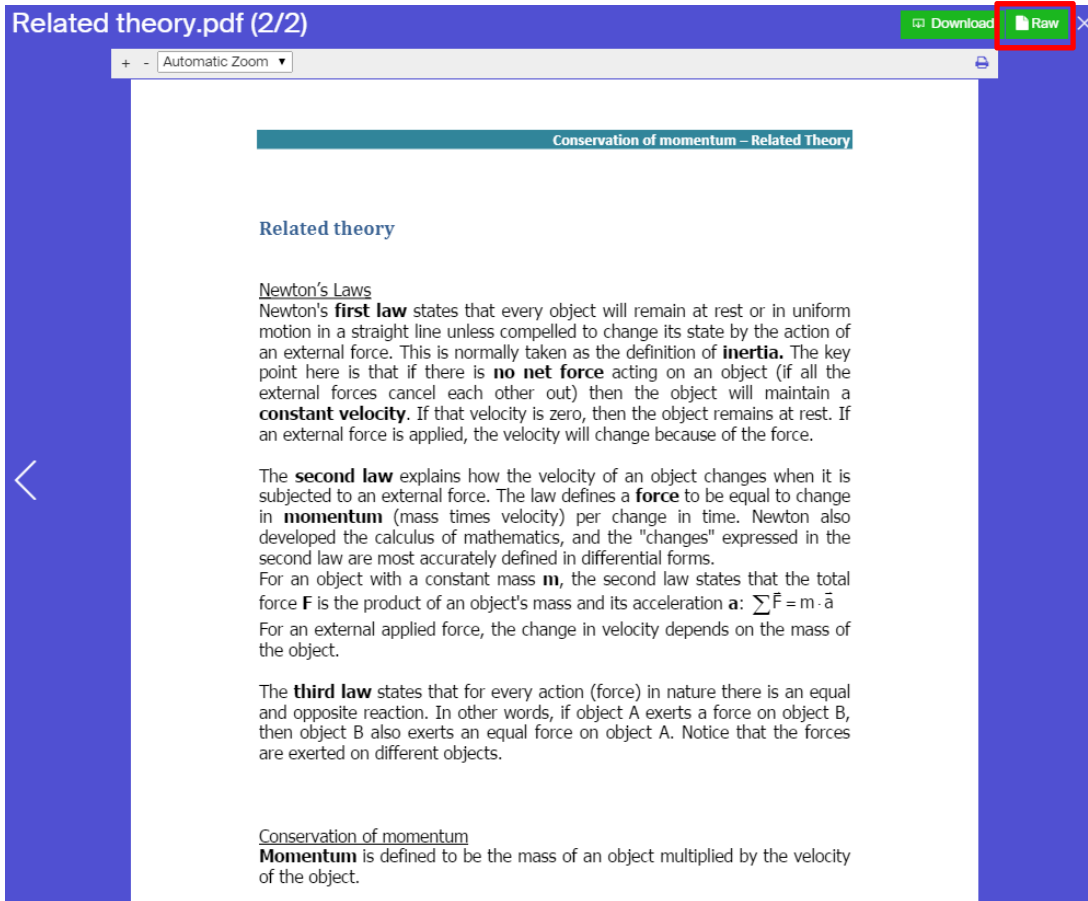 Related theory.pdf (2/2)
Download
Raw
+ - Automatic Zoom
Conservation of momentum – Related Theory
Related theory
Newton's Laws
Newton's first law states that every object will remain at rest or in uniform
motion in a straight line unless compelled to change its state by the action of
an external force. This is normally taken as the definition of inertia. The key
point here is that if there is no net force acting on an object (if all the
external forces cancel each other out) then the object will maintain a
constant velocity. If that velocity is zero, then the object remains at rest. If
an external force is applied, the velocity will change because of the force.
The second law explains how the velocity of an object changes when it is
subjected to an external force. The law defines a force to be equal to change
in momentum (mass times velocity) per change in time. Newton also
developed the calculus of mathematics, and the "changes" expressed in the
second law are most accurately defined in differential forms.
For an object with a constant mass m, the second law states that the total
force F is the product of an object's mass and its acceleration a: ∑F⃗ = m · a⃗
For an external applied force, the change in velocity depends on the mass of
the object.
The third law states that for every action (force) in nature there is an equal
and opposite reaction. In other words, if object A exerts a force on object B,
then object B also exerts an equal force on object A. Notice that the forces
are exerted on different objects.
Conservation of momentum
Momentum is defined to be the mass of an object multiplied by the velocity
of the object.